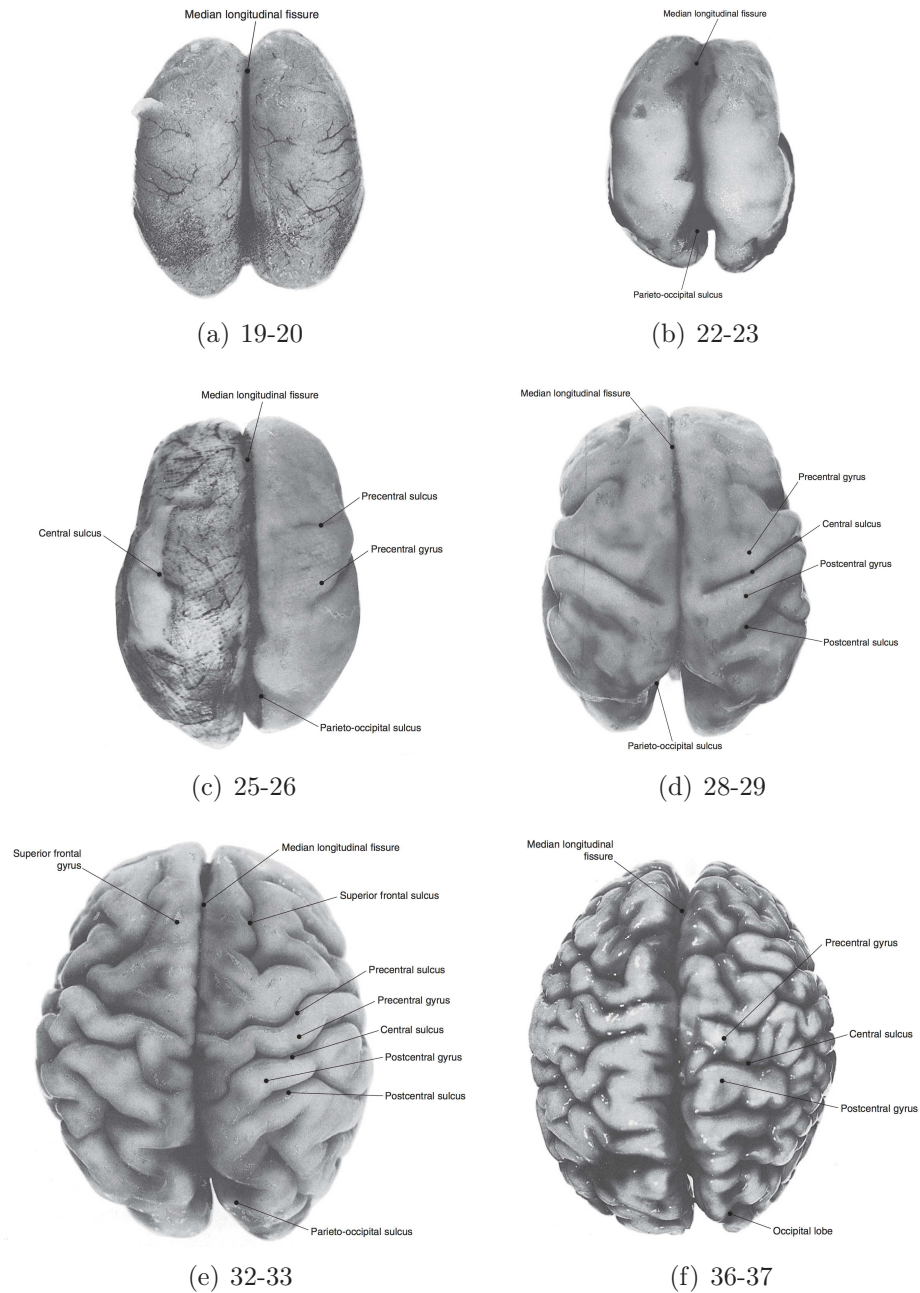 Median longitudinal fissure
(a) 19-20
Median longitudinal fissure
Parieto-occipital sulcus
(b) 22-23
Median longitudinal fissure
Precentral sulcus
Central sulcus
Precentral gyrus
Parieto-occipital sulcus
(c) 25-26
Median longitudinal fissure
Precentral gyrus
Central sulcus
Postcentral gyrus
Postcentral sulcus
Parieto-occipital sulcus
(d) 28-29
Superior frontal
gyrus
Median longitudinal fissure
Superior frontal sulcus
Precentral sulcus
Precentral gyrus
Central sulcus
Postcentral gyrus
Postcentral sulcus
Parieto-occipital sulcus
(e) 32-33
Median longitudinal
fissure
Precentral gyrus
Central sulcus
Postcentral gyrus
Occipital lobe
(f) 36-37